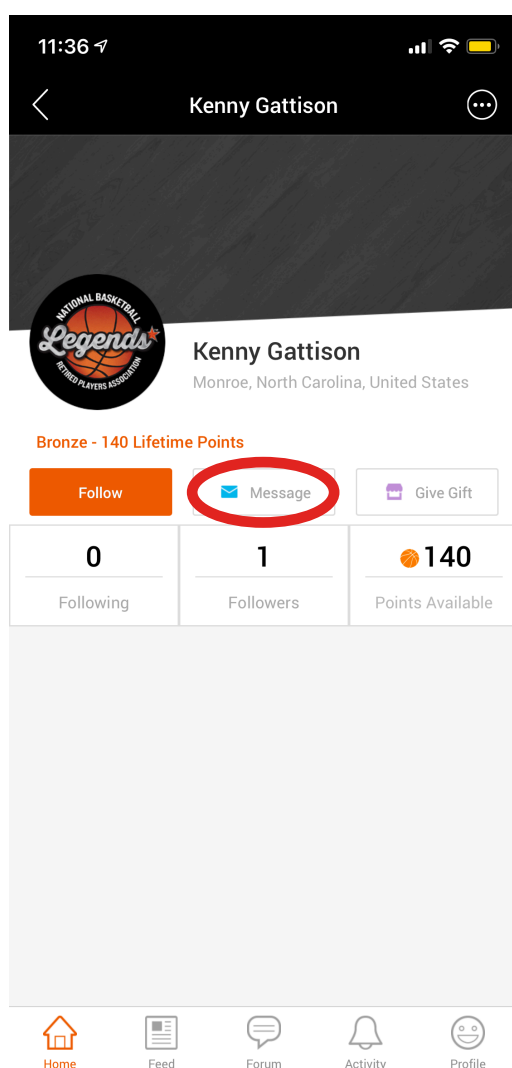 11:36
Kenny Gattison
NATIONAL BASKETBALL
Legends
RETIRED PLAYERS ASSOCIATION
Kenny Gattison
Monroe, North Carolina, United States
Bronze - 140 Lifetime Points
Follow
Message
Give Gift
0
1
140
Following
Followers
Points Available
Home
Feed
Forum
Activity
Profile